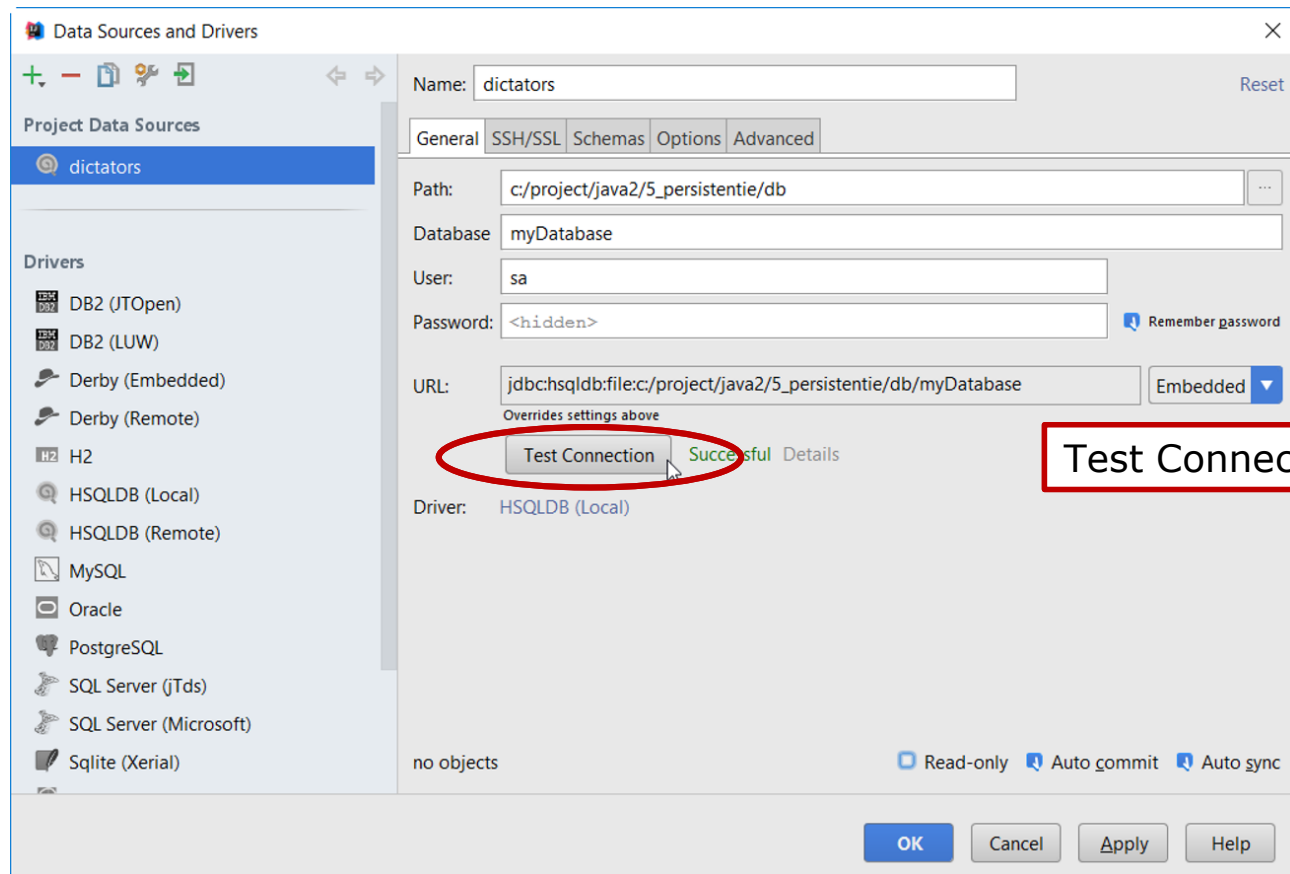 Data Sources and Drivers
Name: dictators Reset
Project Data Sources
General SSH/SSL Schemas Options Advanced
dictators
Path: c:/project/java2/5_persistentie/db ...
Database myDatabase
Drivers
User: sa
DB2 (JTOpen)
Password: <hidden> Remember password
DB2 (LUW)
Derby (Embedded)
URL: jdbc:hsqldb:file:c:/project/java2/5_persistentie/db/myDatabase Embedded
Overrides settings above
Derby (Remote)
H2 H2
Test Connection Successful Details
Test Connec
HSQLDB (Local)
Driver: HSQLDB (Local)
HSQLDB (Remote)
MySQL
Oracle
PostgreSQL
SQL Server (jTds)
SQL Server (Microsoft)
Sqlite (Xerial)
no objects Read-only Auto commit Auto sync
OK Cancel Apply Help